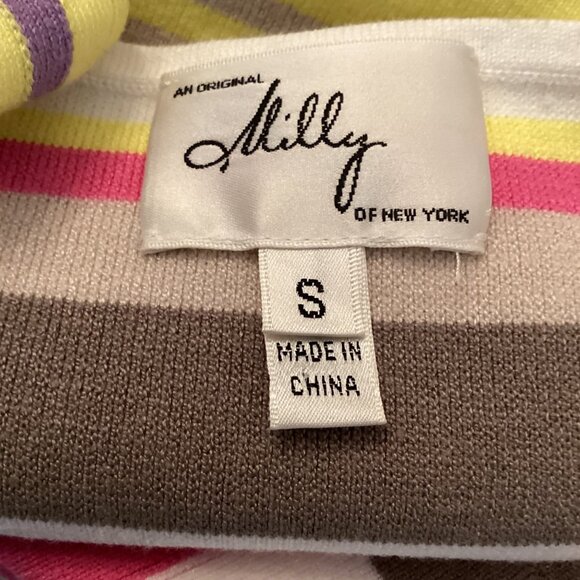 AN ORIGINAL
Milly
OF NEW YORK
S
MADE IN
CHINA